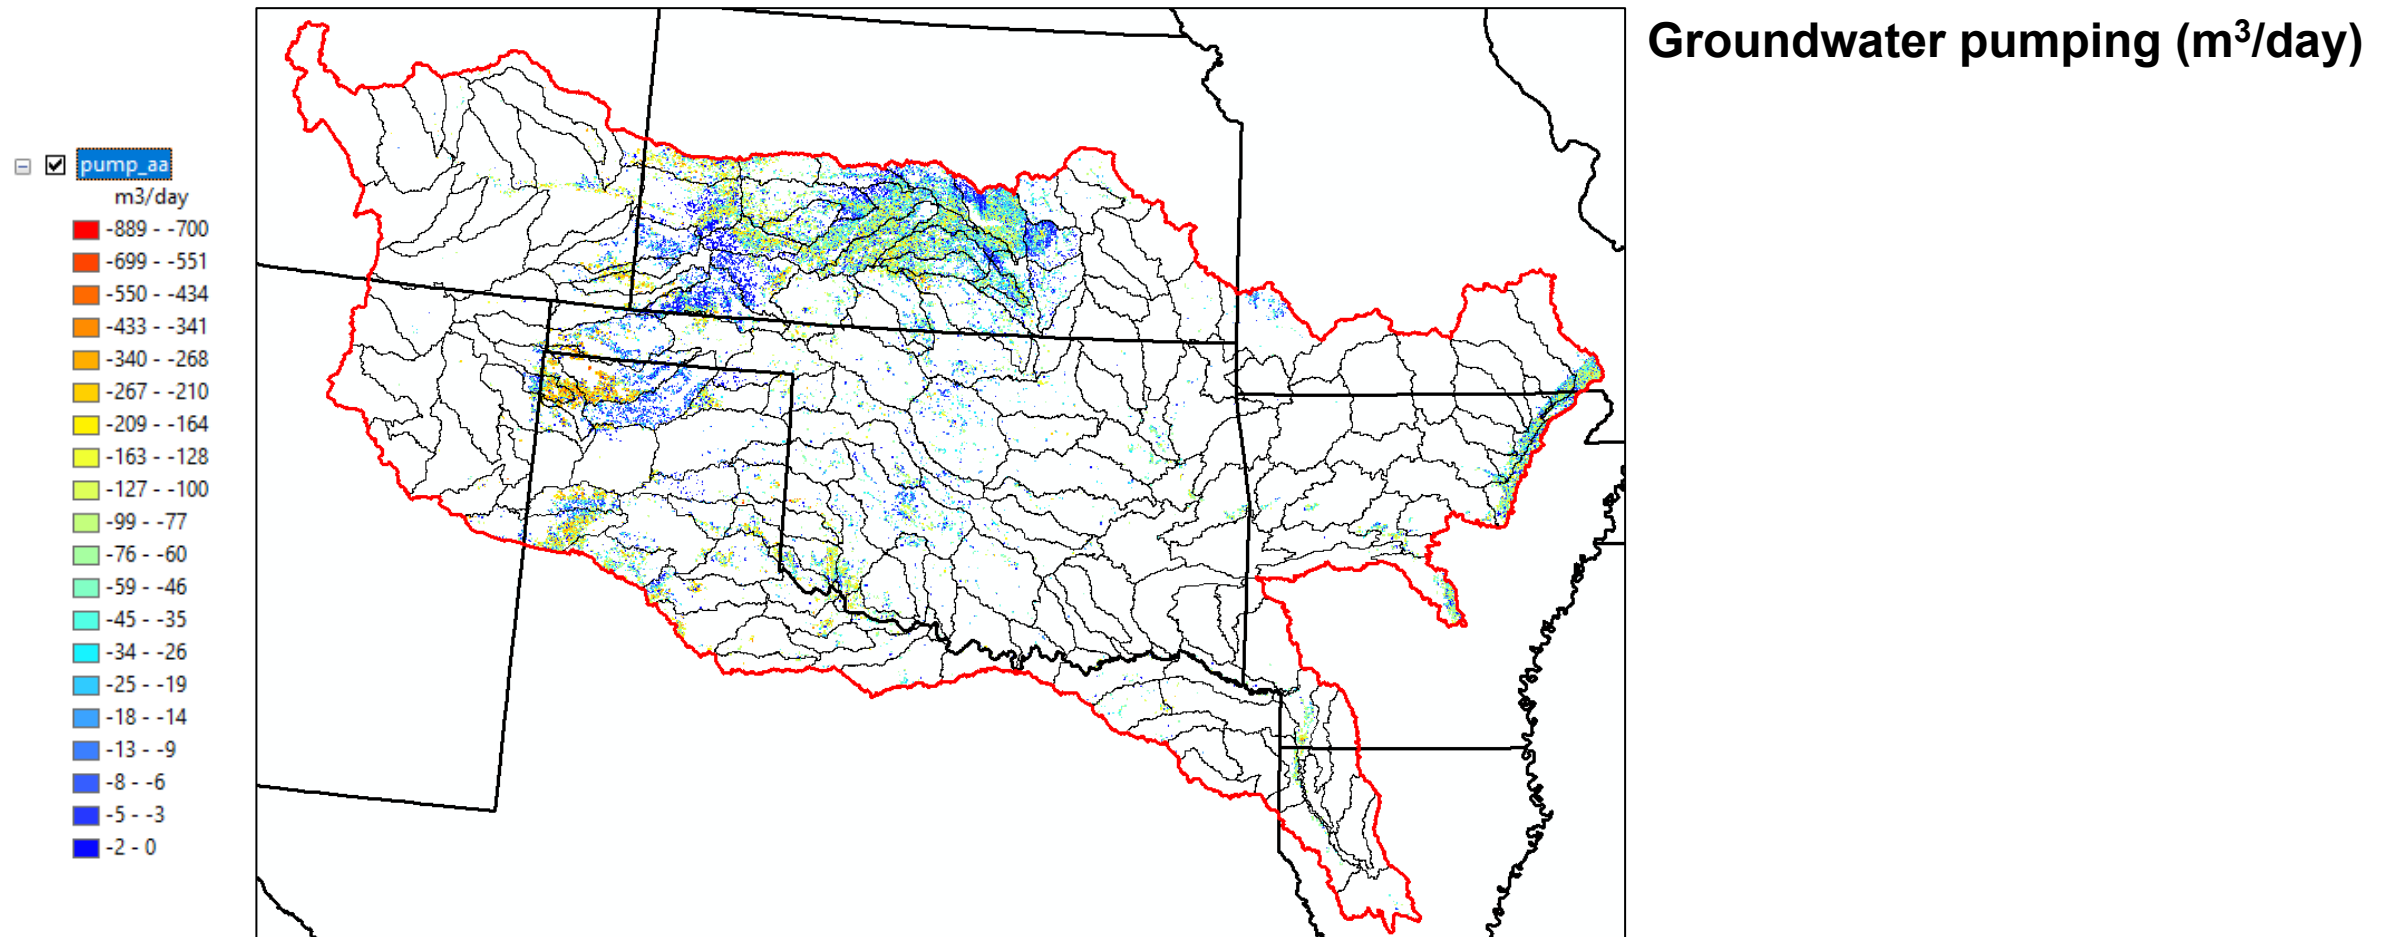 Groundwater pumping (m³/day)
pump_aa
m3/day
-889 - -700
-699 - -551
-550 - -434
-433 - -341
-340 - -268
-267 - -210
-209 - -164
-163 - -128
-127 - -100
-99 - -77
-76 - -60
-59 - -46
-45 - -35
-34 - -26
-25 - -19
-18 - -14
-13 - -9
-8 - -6
-5 - -3
-2 - 0